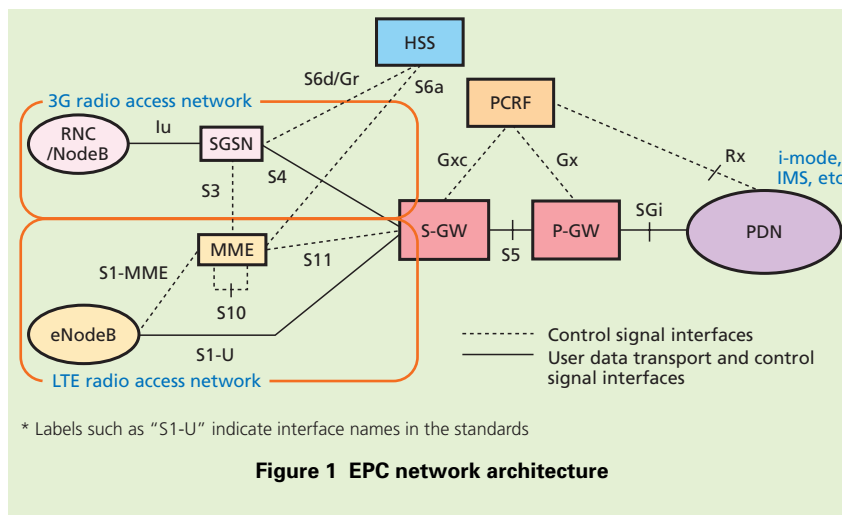 HSS
S6d/Gr
S6a
3G radio access network
PCRF
RNC
/NodeB
Iu
SGSN
Gxc
Gx
Rx
i-mode,
IMS, etc
S3
S4
SGi
S-GW
P-GW
PDN
MME
S11
S5
S1-MME
S10
eNodeB
S1-U
Control signal interfaces
User data transport and control
signal interfaces
LTE radio access network
* Labels such as “S1-U” indicate interface names in the standards
Figure 1 EPC network architecture